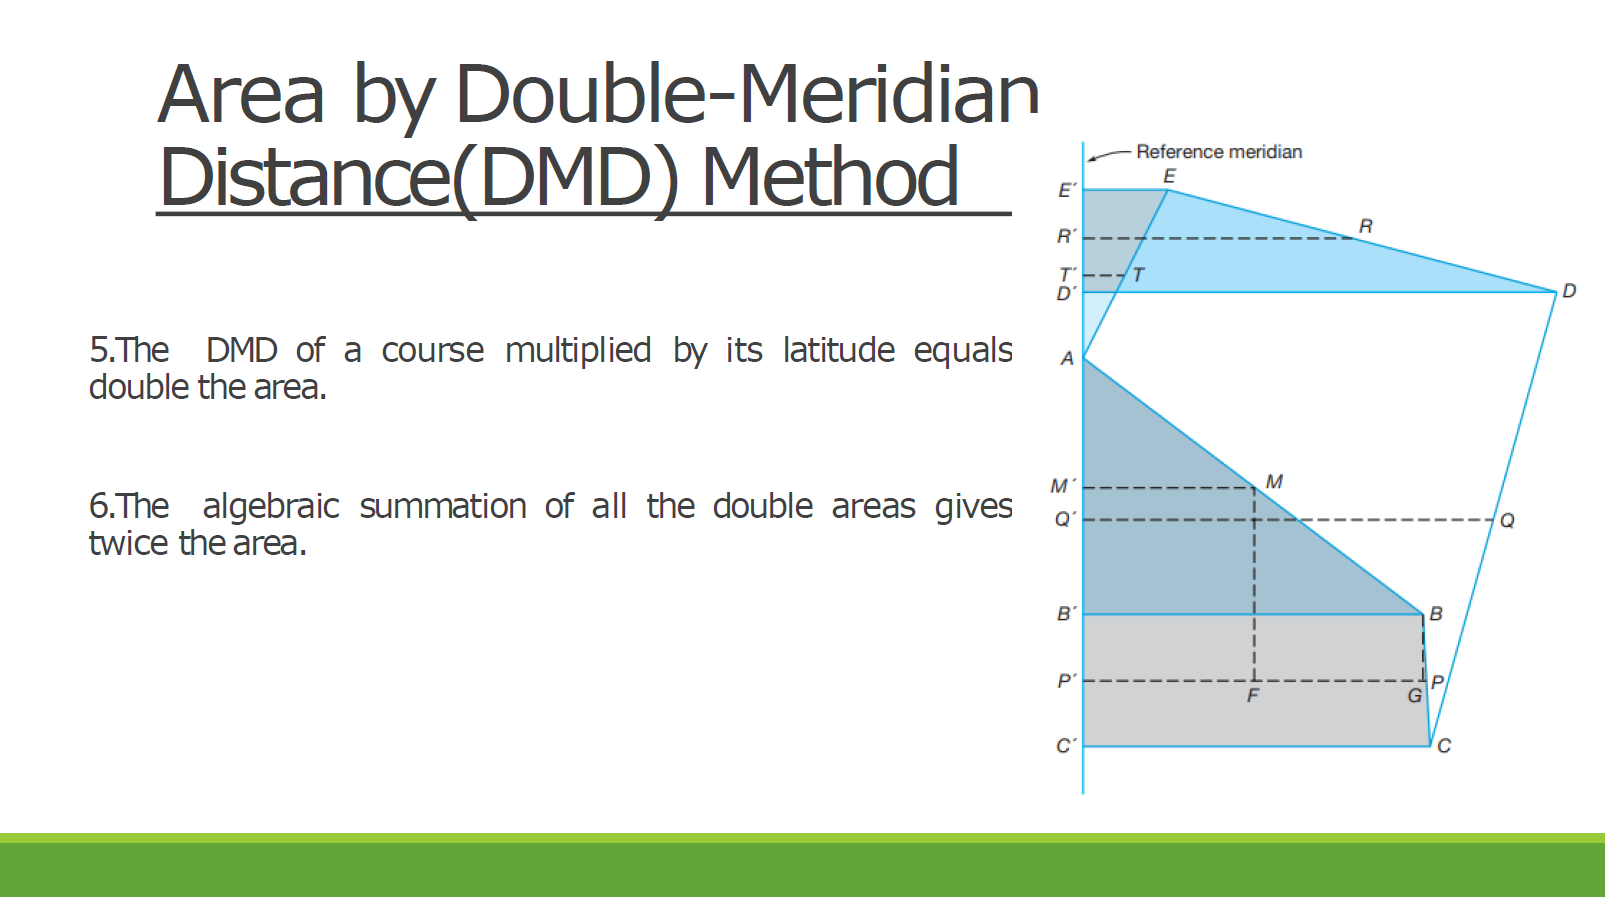 Area by Double-Meridian
Distance(DMD) Method
5.The DMD of a course multiplied by its latitude equals
double the area.
6.The algebraic summation of all the double areas gives
twice the area.
Reference meridian
E´
E
R´
R
T´
T
D´
D
A
M´
M
Q´
Q
B´
B
P´
F
G
P
C´
C